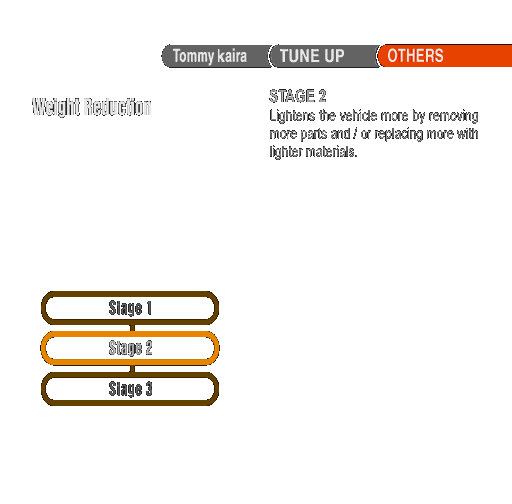 Tommy kaira TUNE UP OTHERS
Weight Reduction
STAGE 2
Lightens the vehicle more by removing
more parts and / or replacing more with
lighter materials.
Stage 1
Stage 2
Stage 3